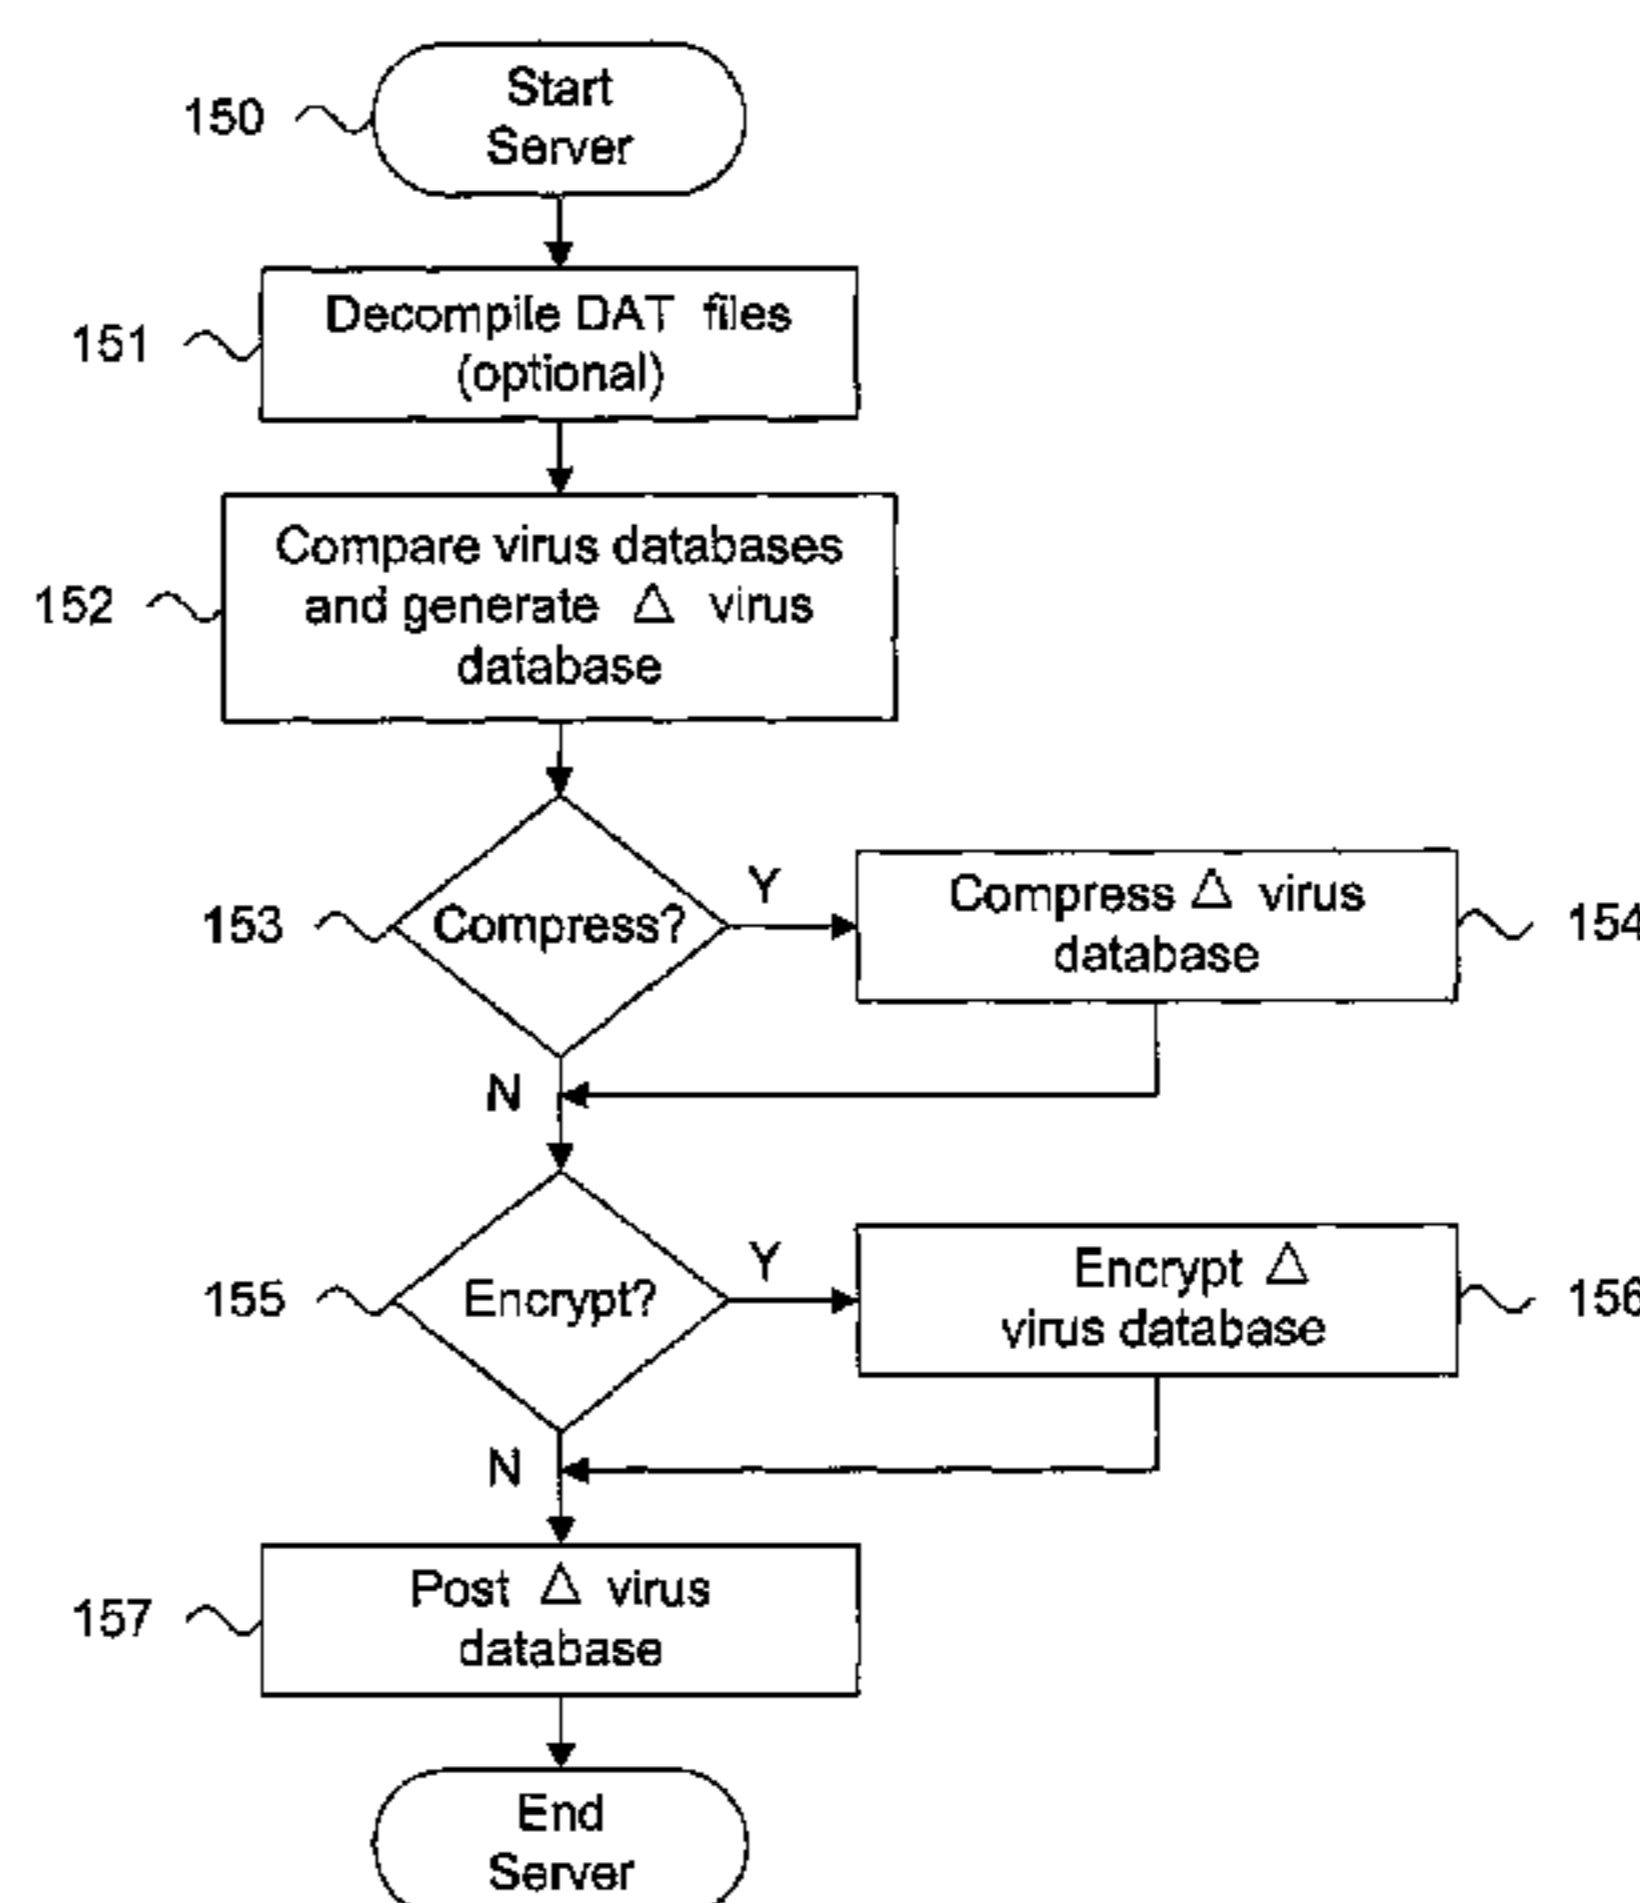 Start
Server
150
Decompile DAT files
(optional)
151
Compare virus databases
and generate Δ virus
database
152
Compress?
153
Y
Compress Δ virus
database
154
N
Encrypt?
155
Y
Encrypt Δ
virus database
156
N
Post Δ virus
database
157
End
Server